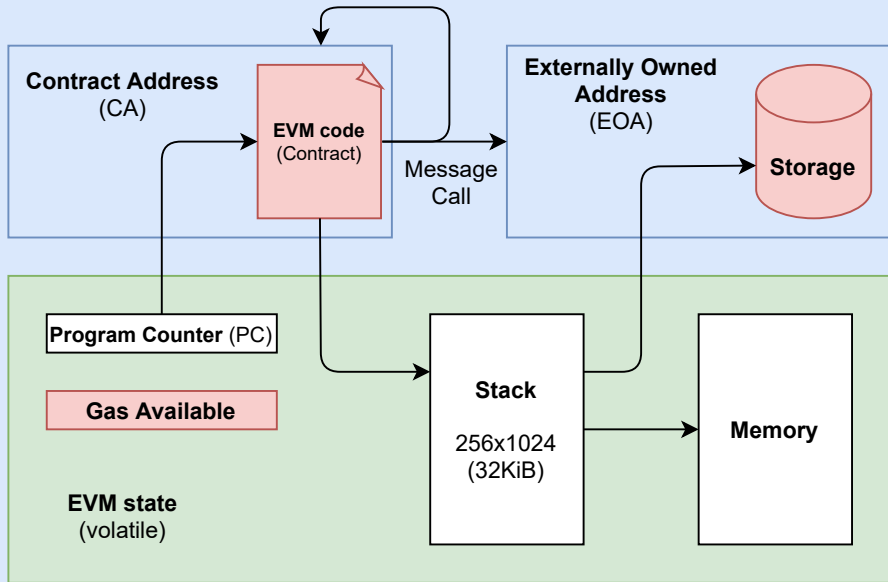 Contract Address
(CA)
EVM code
(Contract)
Message
Call
Externally Owned
Address
(EOA)
Storage
Program Counter (PC)
Gas Available
EVM state
(volatile)
Stack
256x1024
(32KiB)
Memory